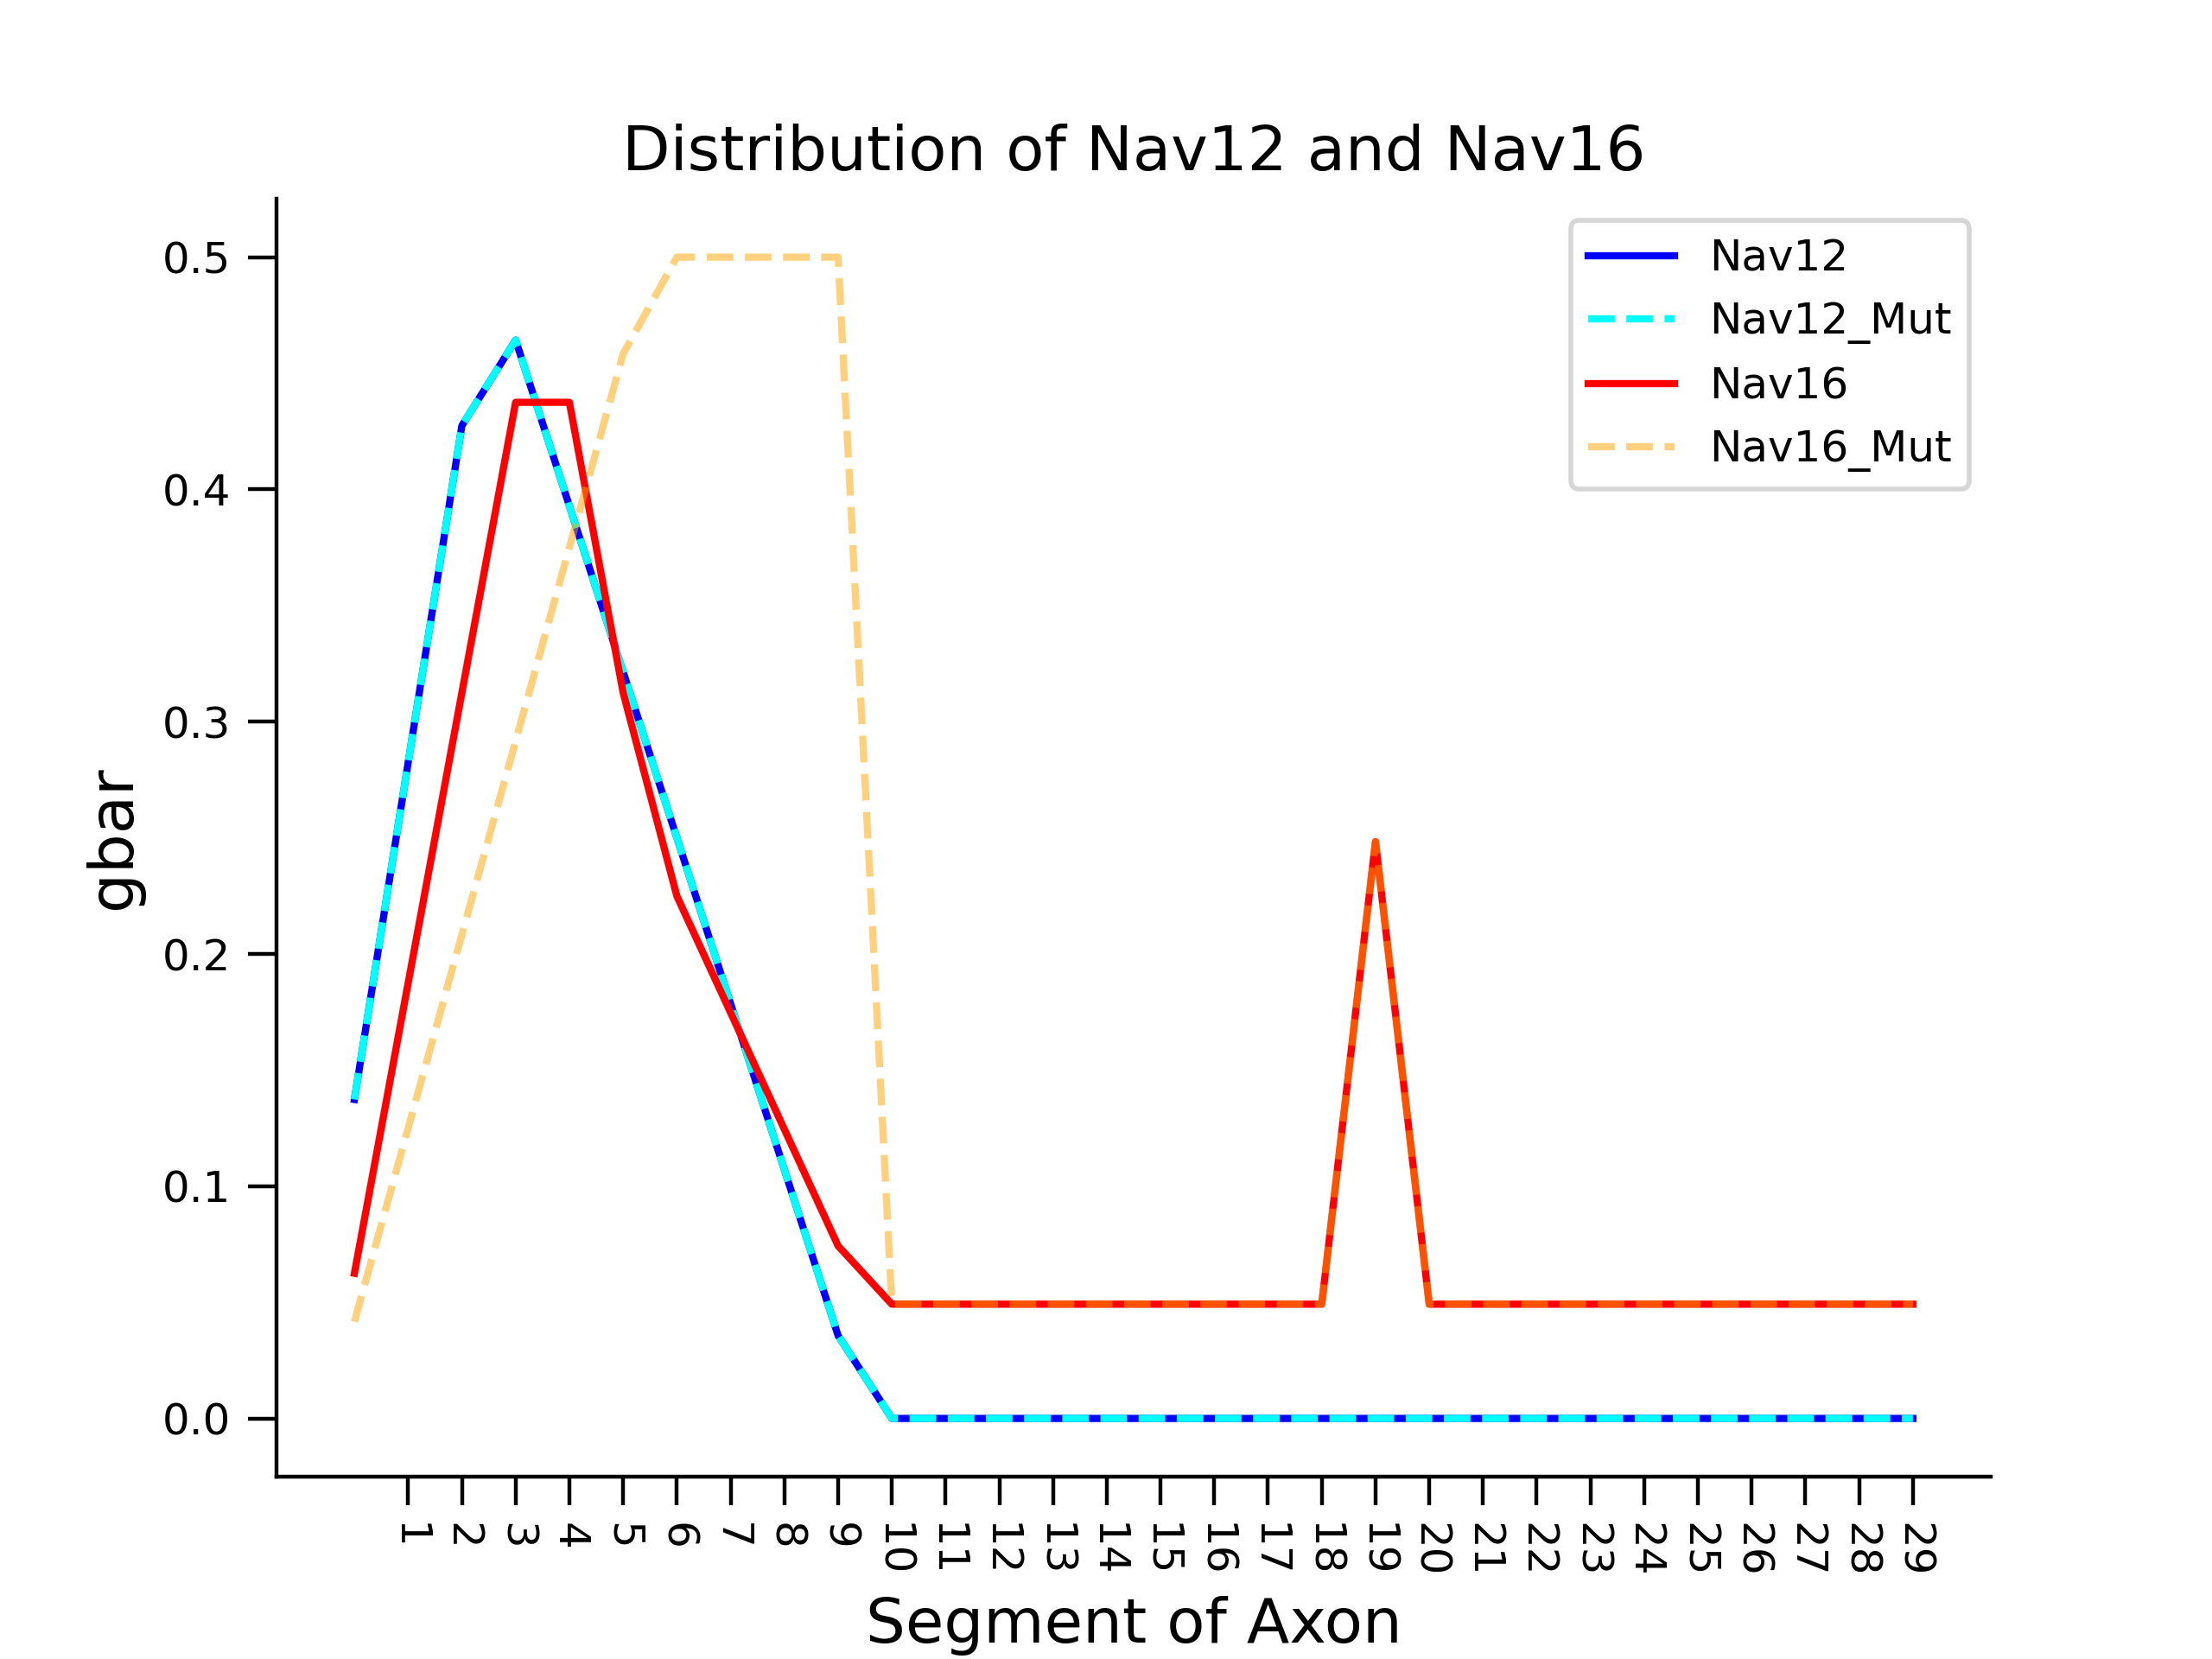 Distribution of Nav12 and Nav16
Nav12
Nav12_Mut
Nav16
Nav16_Mut
gbar
0.5
0.4
0.3
0.2
0.1
0.0
1 2 3 4 5 6 7 8 9 10 11 12 13 14 15 16 17 18 19 20 21 22 23 24 25 26 27 28 29
Segment of Axon